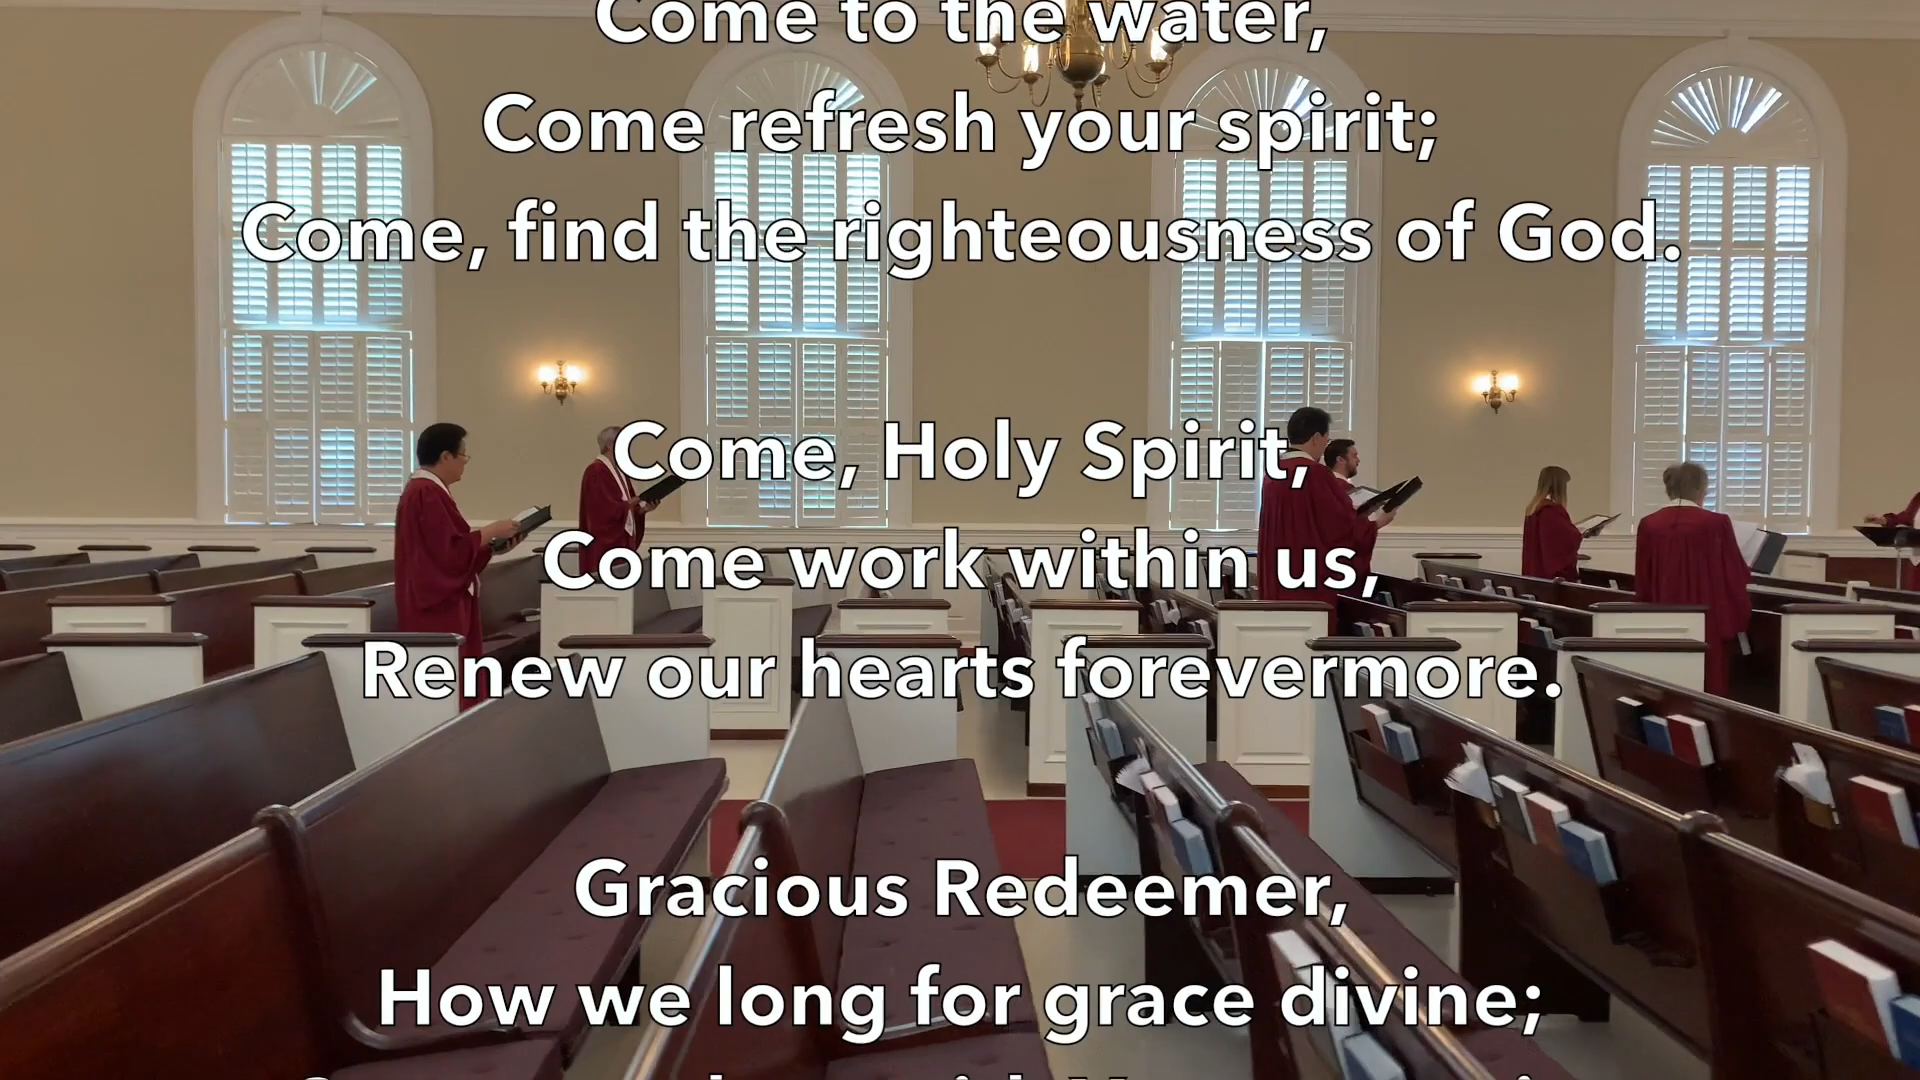 Come to the water,
Come refresh your spirit;
Come, find the righteousness of God.
Come, Holy Spirit,
Come work within us,
Renew our hearts forevermore.
Gracious Redeemer,
How we long for grace divine;